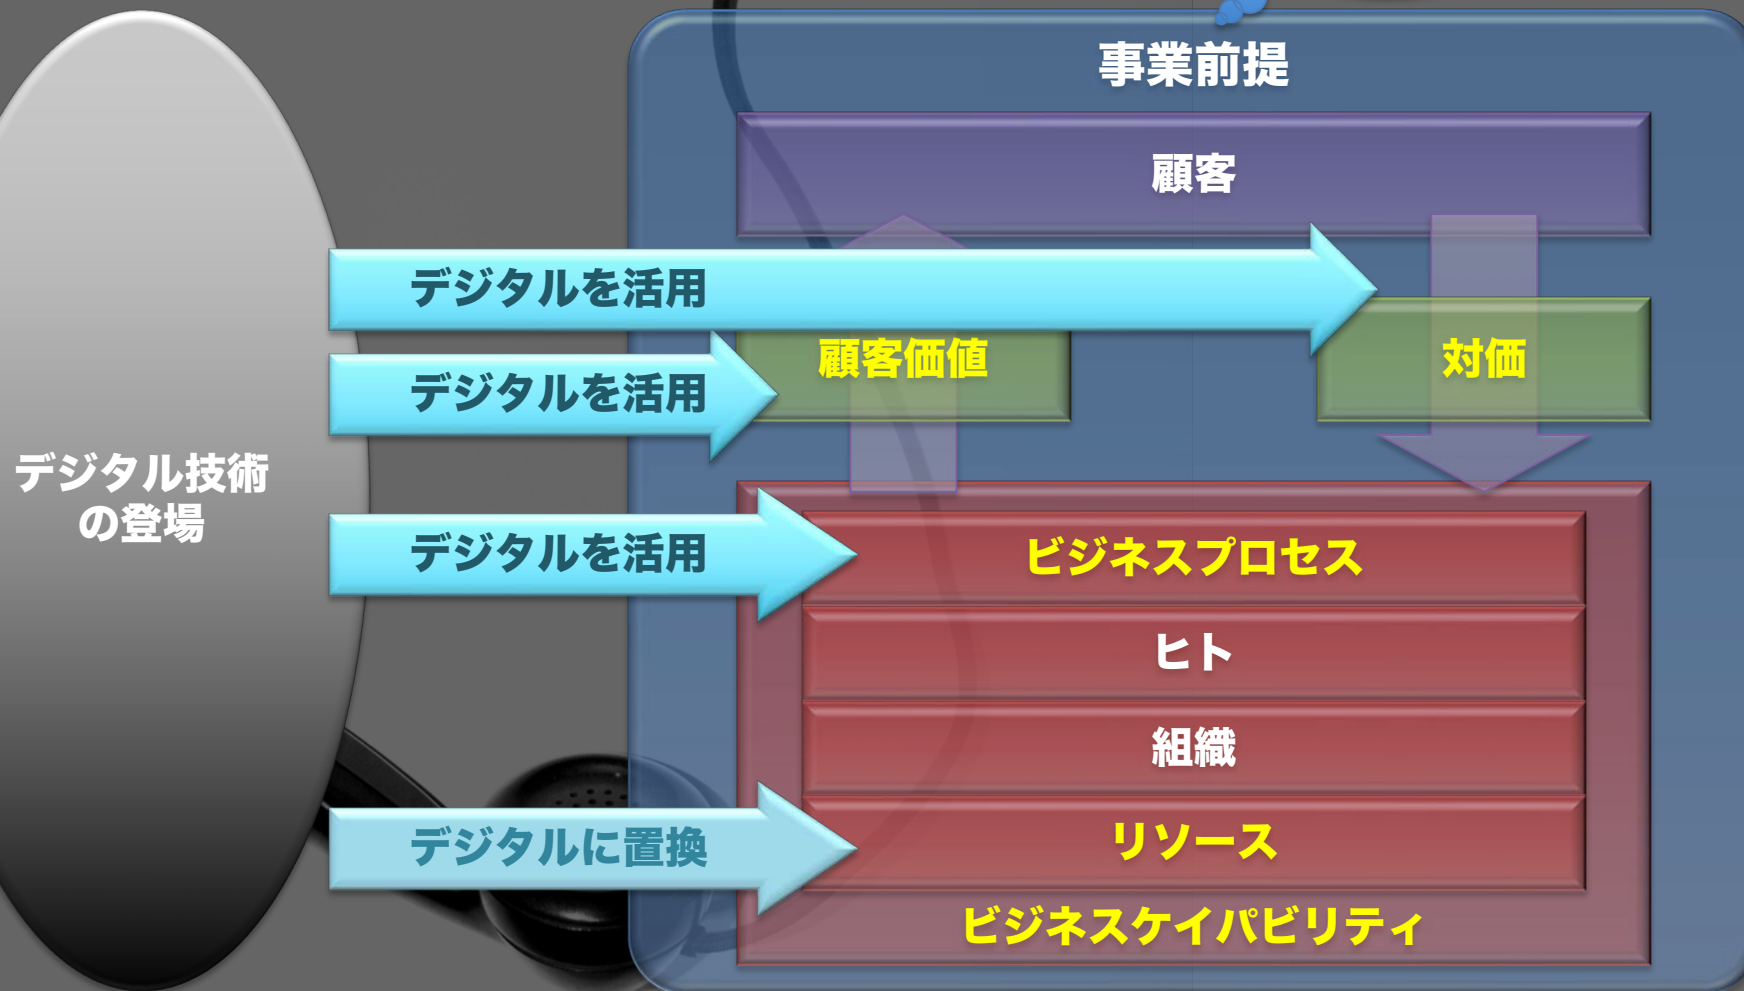 事業前提
顧客
デジタルを活用
顧客価値
対価
デジタルを活用
デジタル技術
の登場
デジタルを活用
ビジネスプロセス
ヒト
組織
デジタルに置換
リソース
ビジネスケイパビリティ